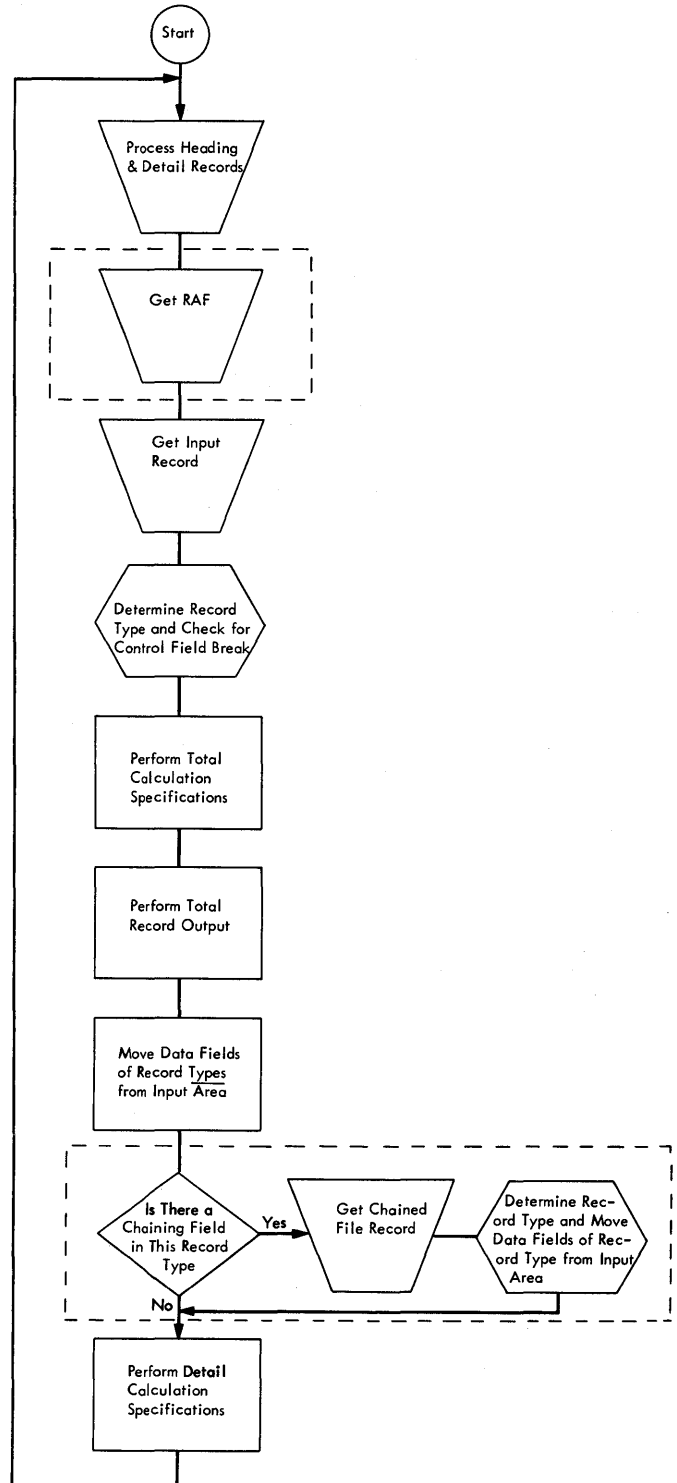 Start
Process Heading
& Detail Records
Get RAF
Get Input
Record
Determine Record
Type and Check for
Control Field Break
Perform Total
Calculation
Specifications
Perform Total
Record Output
Move Data Fields
of Record Types
from Input Area
Is There a
Chaining Field
in This Record
Type
Yes
Get Chained
File Record
Determine Rec-
ord Type and Move
Data Fields of Rec-
ord Type from Input
Area
No
Perform Detail
Calculation
Specifications